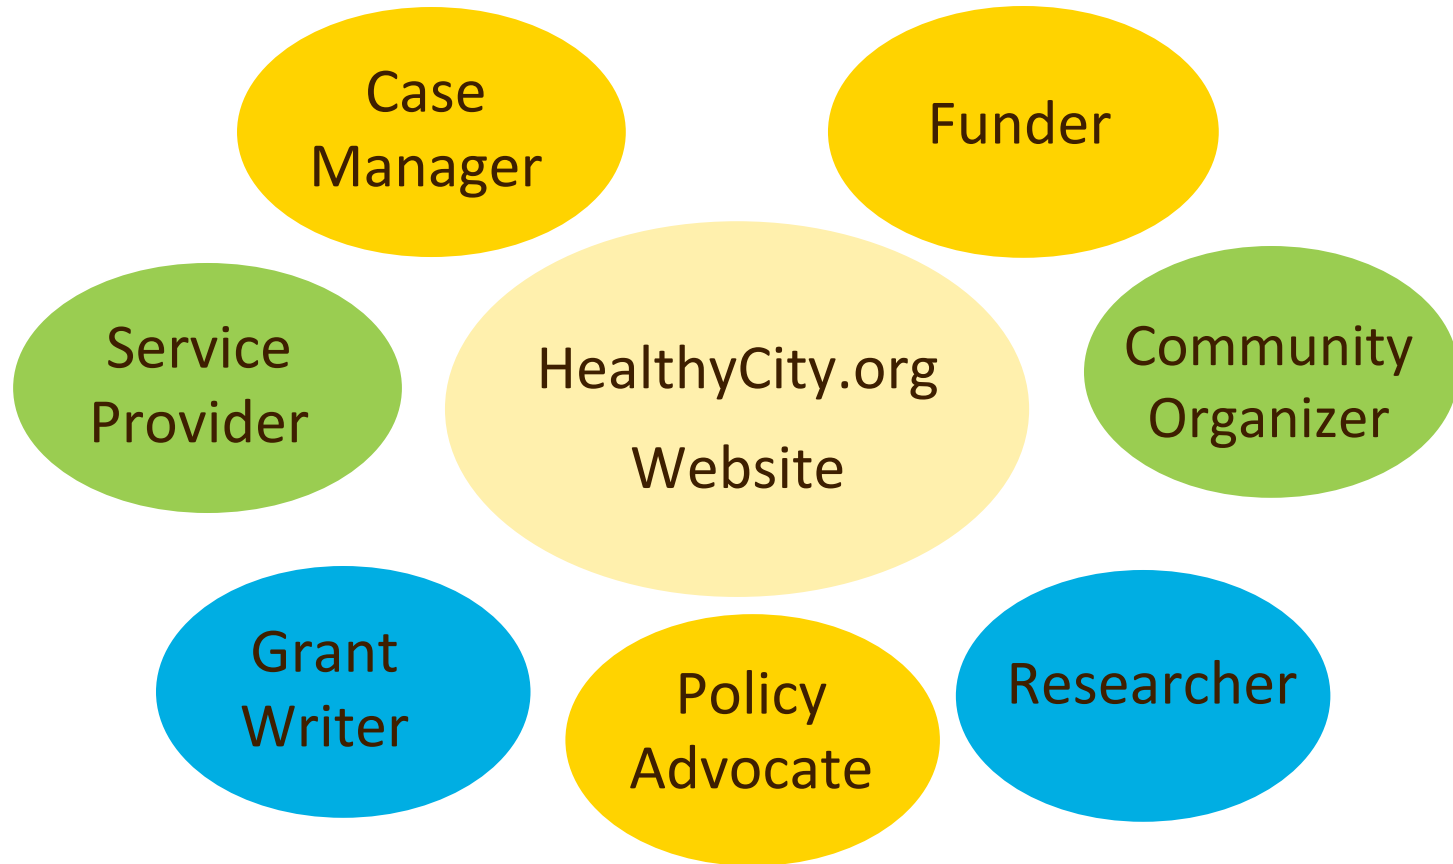 Case
Manager
Funder
Service
Provider
HealthyCity.org
Website
Community
Organizer
Grant
Writer
Policy
Advocate
Researcher